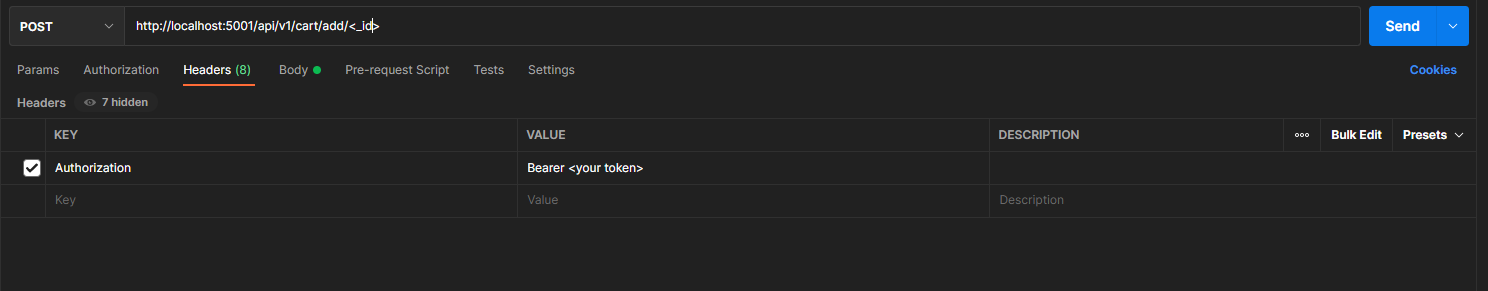 POST http://localhost:5001/api/v1/cart/add/<_id> Send
Params Authorization Headers (8) Body Pre-request Script Tests Settings Cookies
Headers 7 hidden
KEY VALUE DESCRIPTION ooo Bulk Edit Presets
Authorization Bearer <your token>
Key Value Description